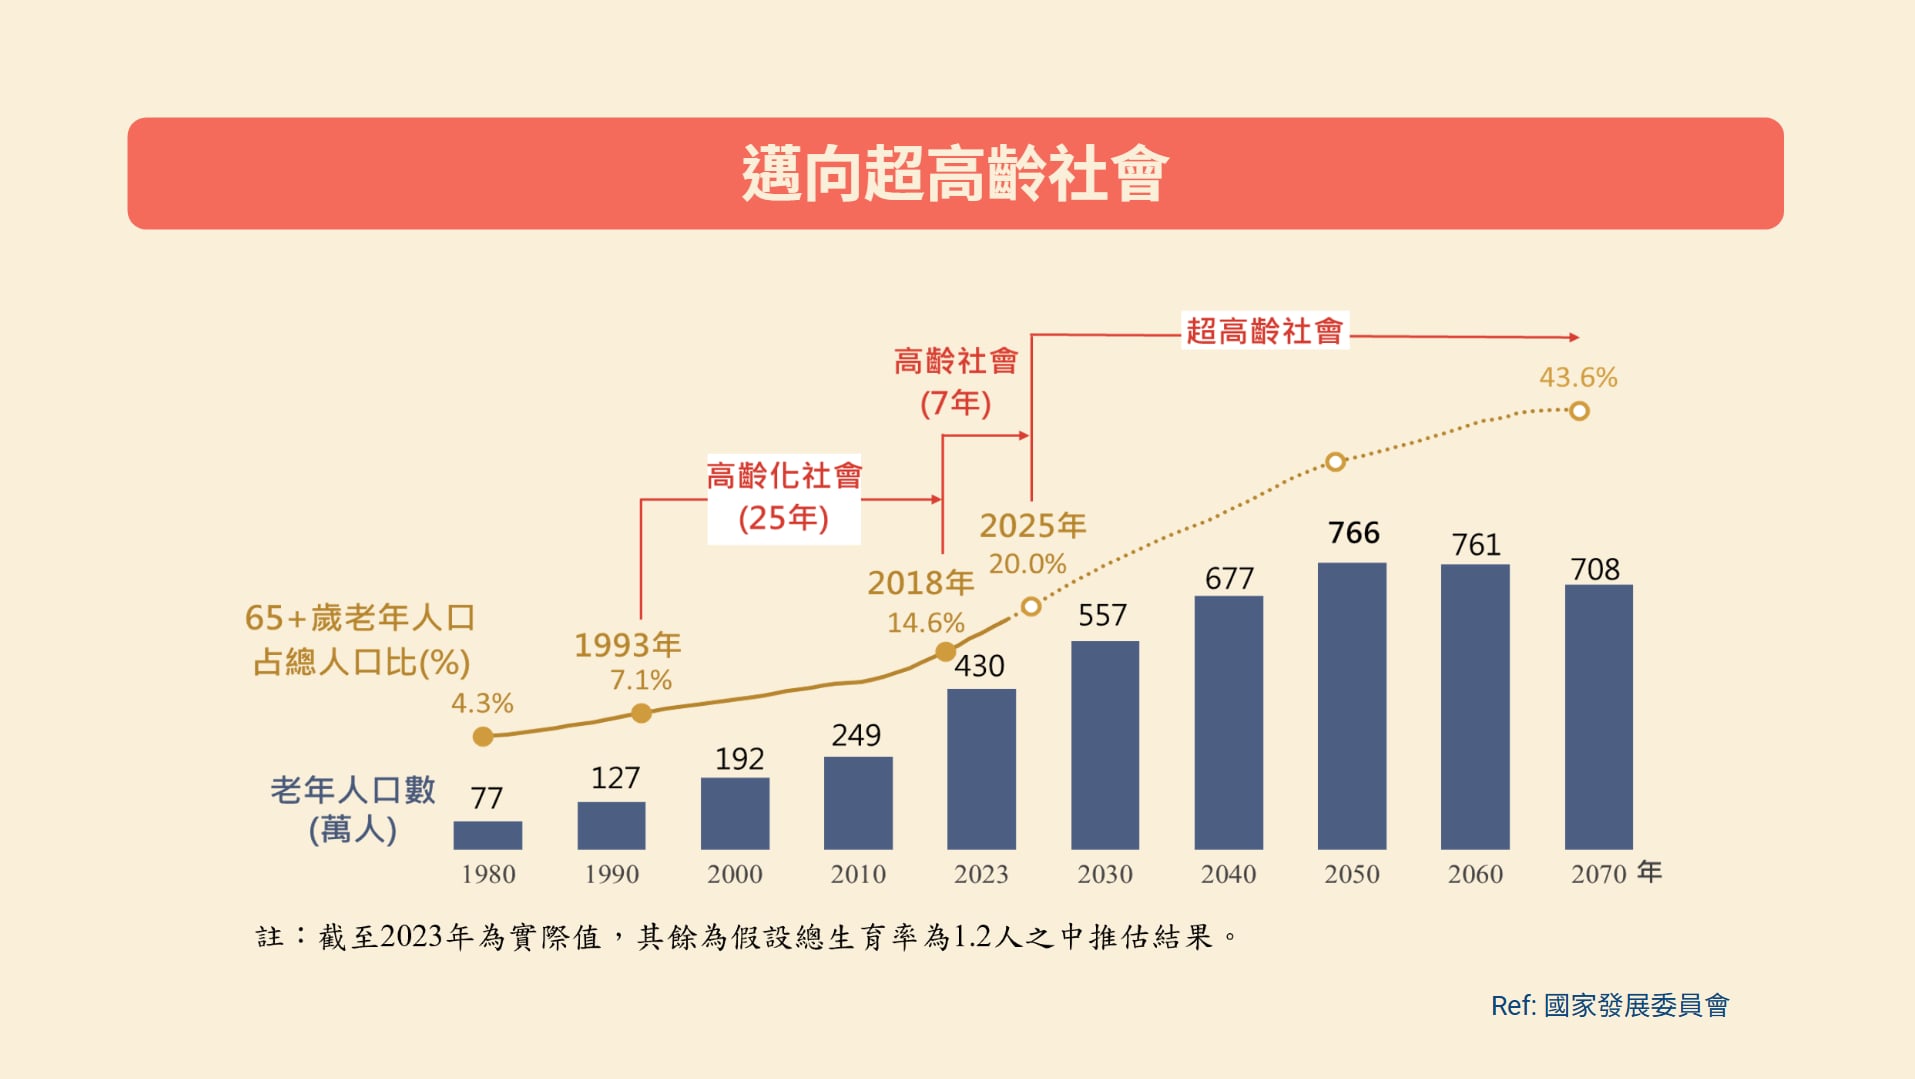 邁向超高齡社會
超高齡社會
高齡社會
(7年)
43.6%
高齡化社會
(25年)
2025年
20.0%
2018年
14.6%
1993年
7.1%
65+歲老年人口
占總人口比(%)
4.3%
老年人口數
(萬人)
77
127
192
249
430
557
677
766
761
708
1980 1990 2000 2010 2023 2030 2040 2050 2060 2070 年
註：截至2023年為實際值，其餘為假設總生育率為1.2人之中推估結果。
Ref: 國家發展委員會